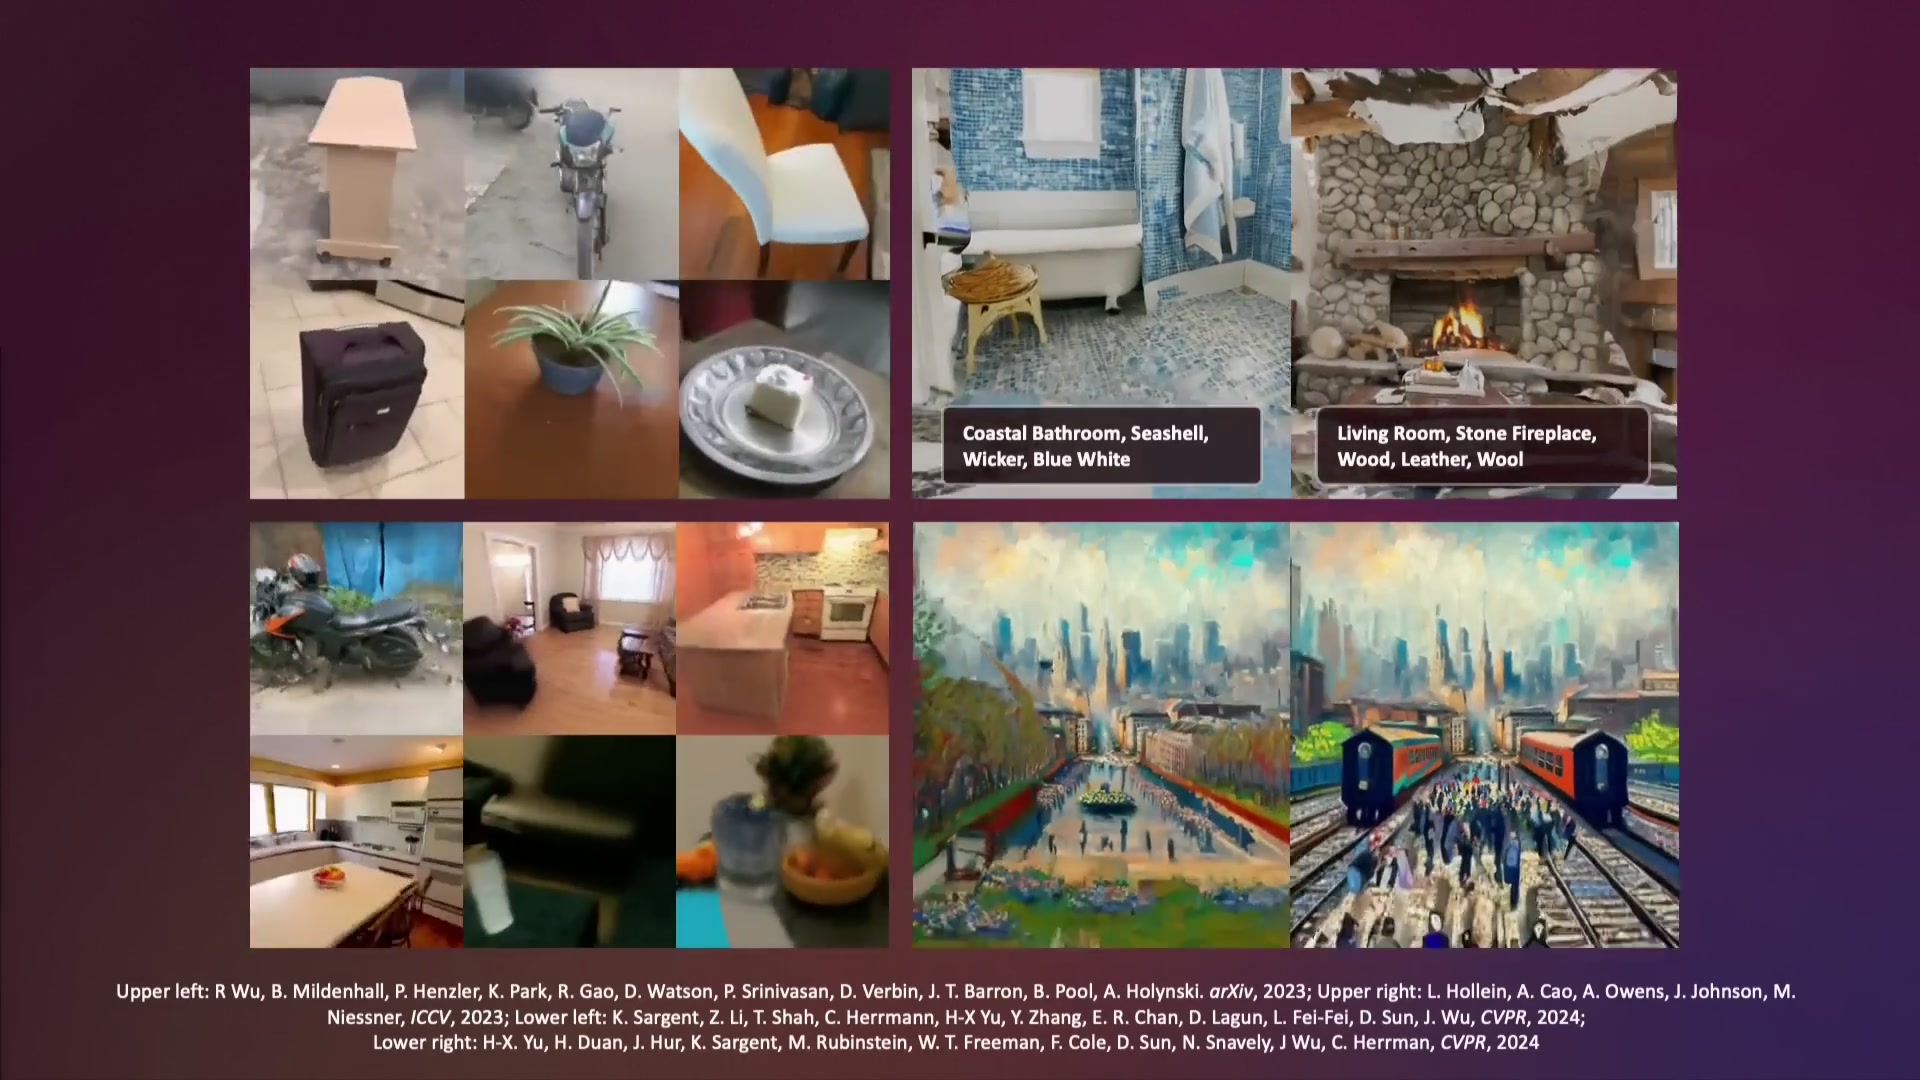 Coastal Bathroom, Seashell,
Wicker, Blue White
Living Room, Stone Fireplace,
Wood, Leather, Wool
Upper left: R Wu, B. Mildenhall, P. Henzler, K. Park, R. Gao, D. Watson, P. Srinivasan, D. Verbin, J. T. Barron, B. Pool, A. Holynski. arXiv, 2023; Upper right: L. Hollein, A. Cao, A. Owens, J. Johnson, M.
Niessner, ICCV, 2023; Lower left: K. Sargent, Z. Li, T. Shah, C. Herrmann, H-X Yu, Y. Zhang, E. R. Chan, D. Lagun, L. Fei-Fei, D. Sun, J. Wu, CVPR, 2024;
Lower right: H-X. Yu, H. Duan, J. Hur, K. Sargent, M. Rubinstein, W. T. Freeman, F. Cole, D. Sun, N. Snavely, J Wu, C. Herrman, CVPR, 2024